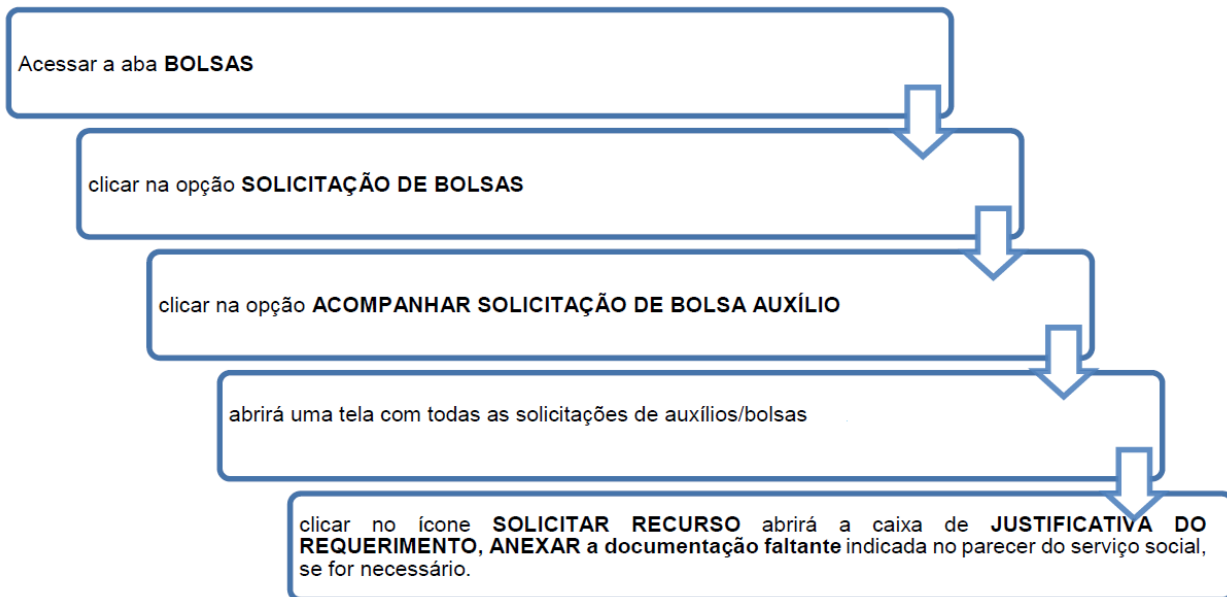 Acessar a aba BOLSAS
clicar na opção SOLICITAÇÃO DE BOLSAS
clicar na opção ACOMPANHAR SOLICITAÇÃO DE BOLSA AUXÍLIO
abrirá uma tela com todas as solicitações de auxílios/bolsas
clicar no ícone SOLICITAR RECURSO abrirá a caixa de JUSTIFICATIVA DO
REQUERIMENTO, ANEXAR a documentação faltante indicada no parecer do serviço social,
se for necessário.